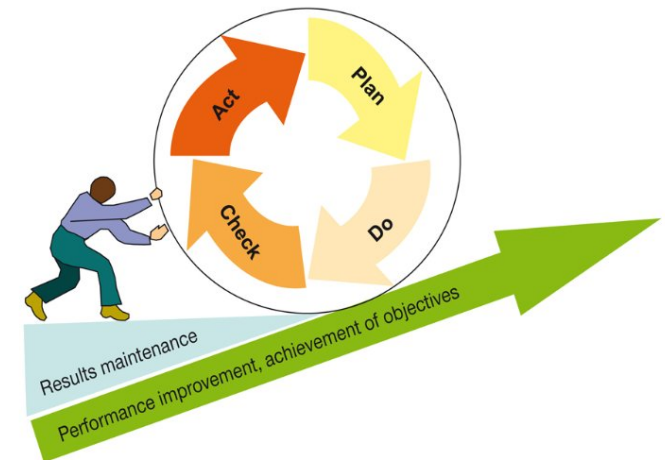 Plan
Do
Check
Act
Results maintenance
Performance improvement, achievement of objectives